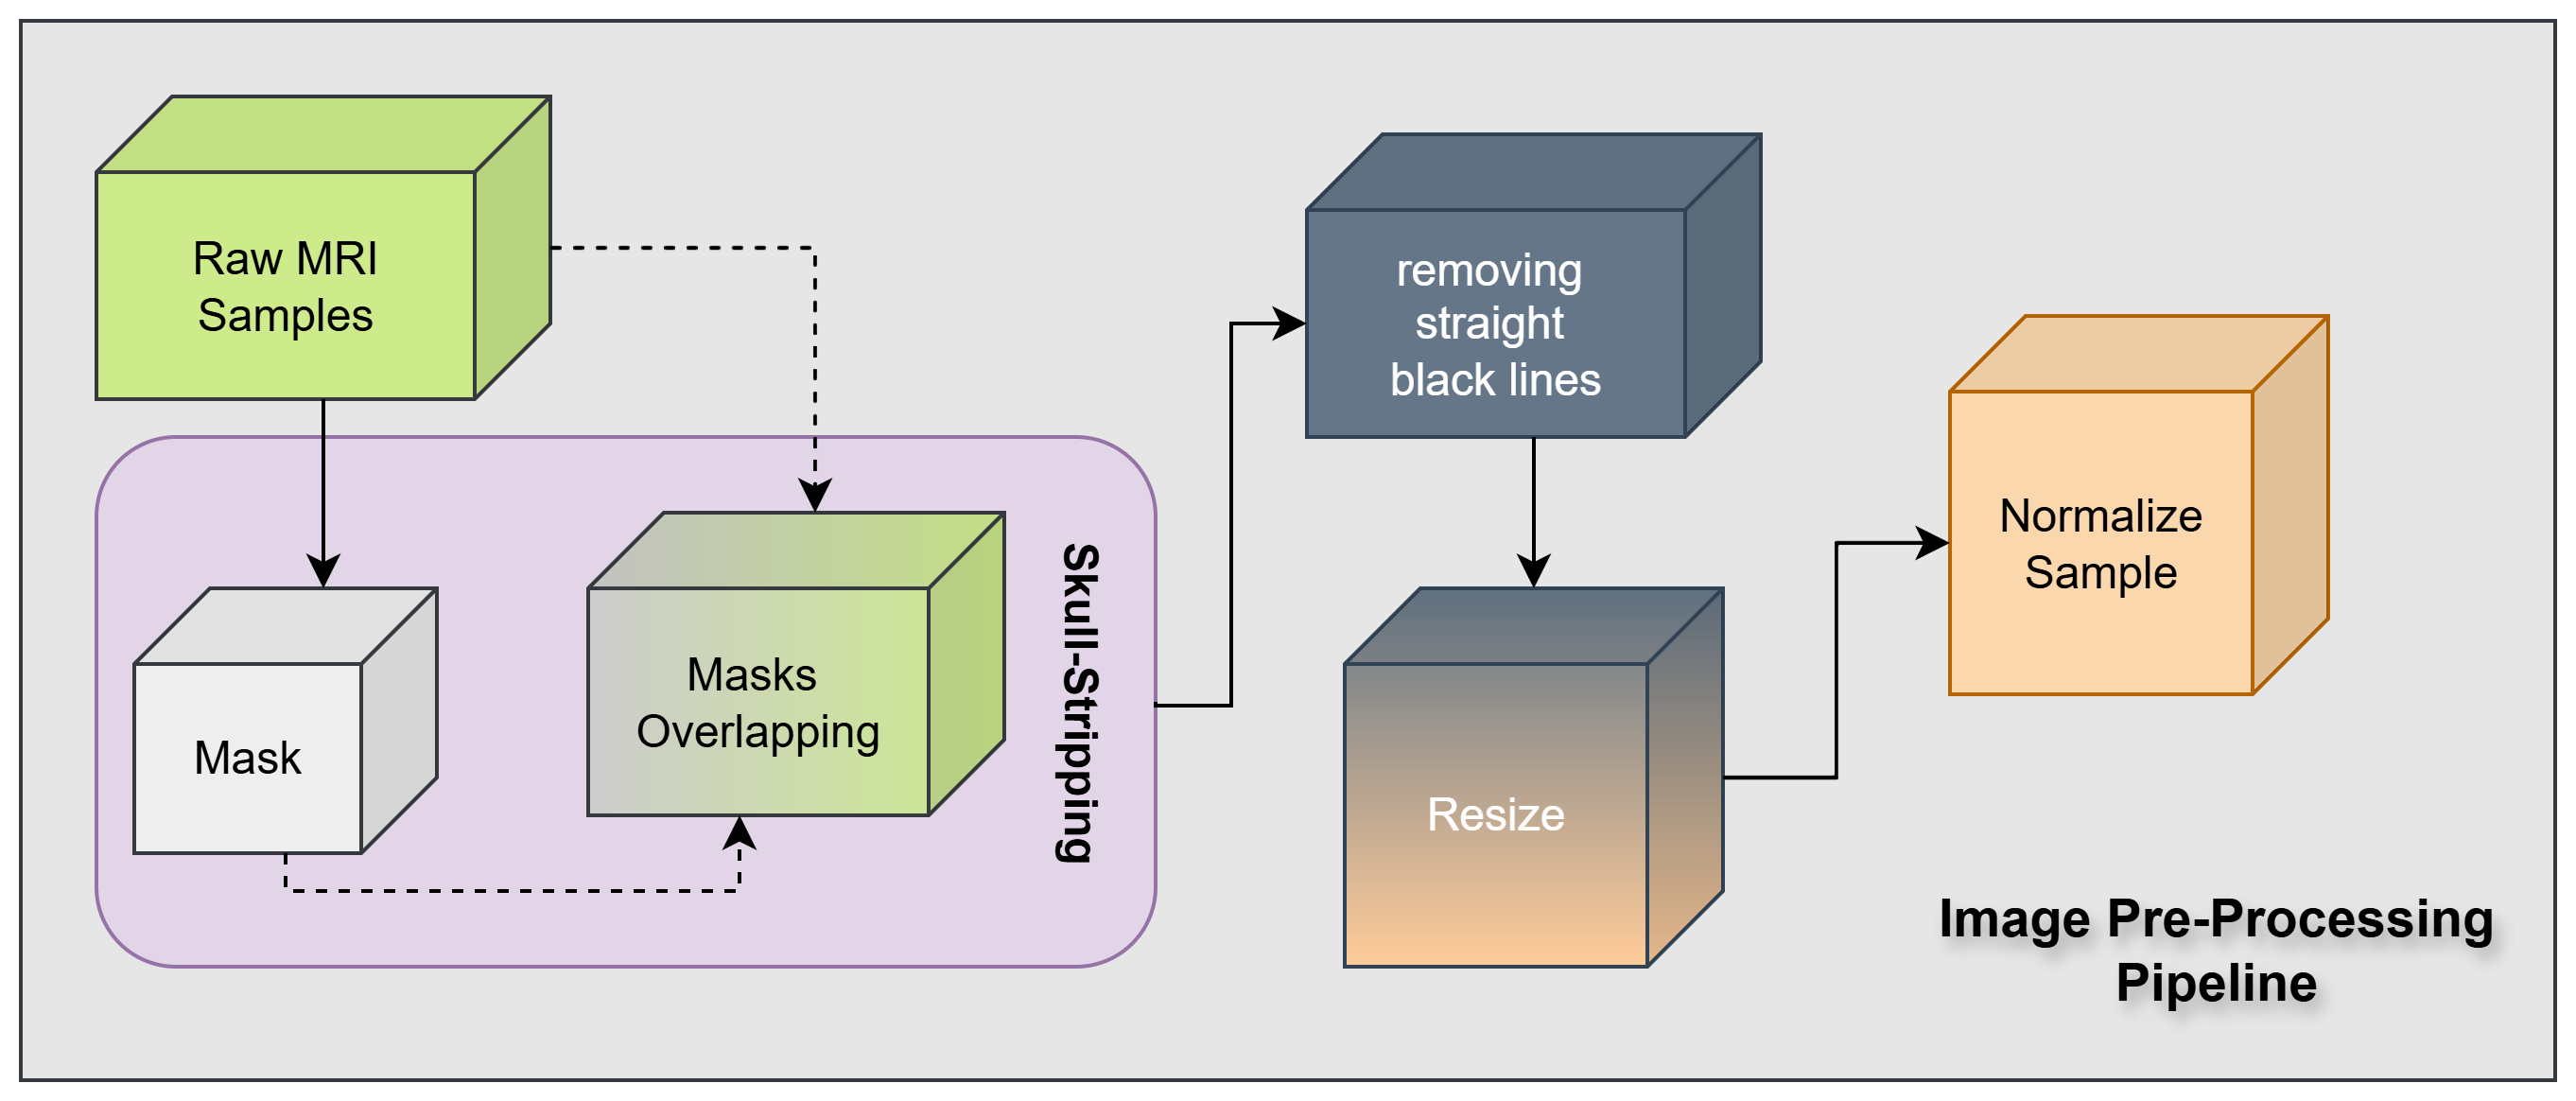 Raw MRI
Samples
Mask
Masks
Overlapping
Skull-Stripping
removing
straight
black lines
Resize
Normalize
Sample
Image Pre-Processing
Pipeline